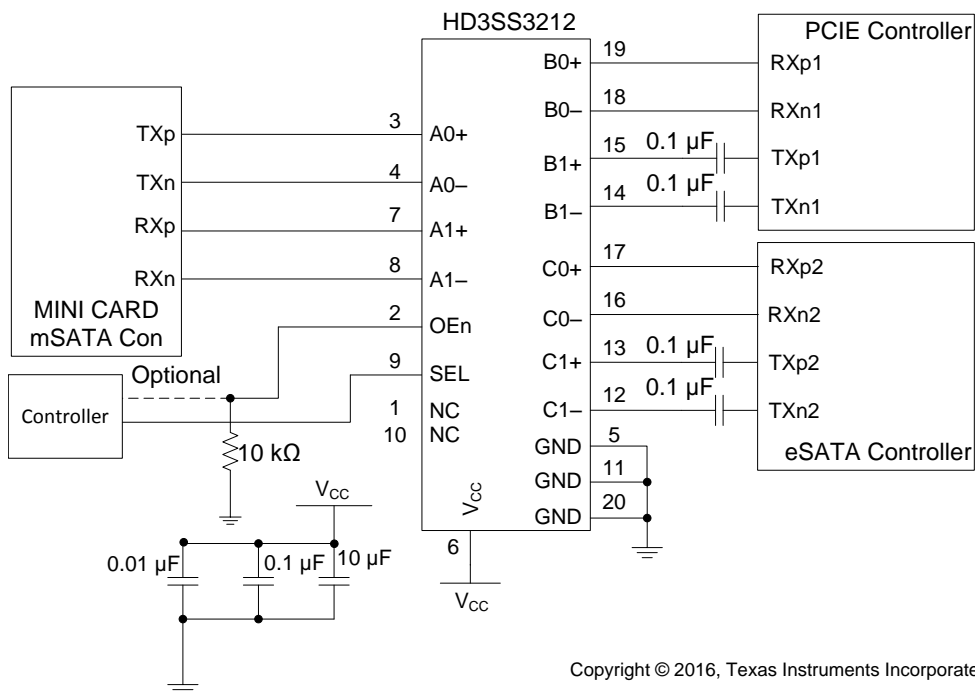 HD3SS3212
MINI CARD
mSATA Con
TXp
TXn
RXp
RXn
3
4
7
8
2
9
1
10
A0+
A0–
A1+
A1–
OEn
SEL
NC
NC
B0+
B0–
B1+
B1–
C0+
C0–
C1+
C1–
GND
GND
GND
V_CC
19
18
15
14
17
16
13
12
5
11
20
6
V_CC
0.1 µF
0.1 µF
0.1 µF
0.1 µF
PCIE Controller
RXp1
RXn1
TXp1
TXn1
RXp2
RXn2
TXp2
TXn2
eSATA Controller
Optional
Controller
10 kΩ
V_CC
0.01 µF
0.1 µF
10 µF
Copyright © 2016, Texas Instruments Incorporate